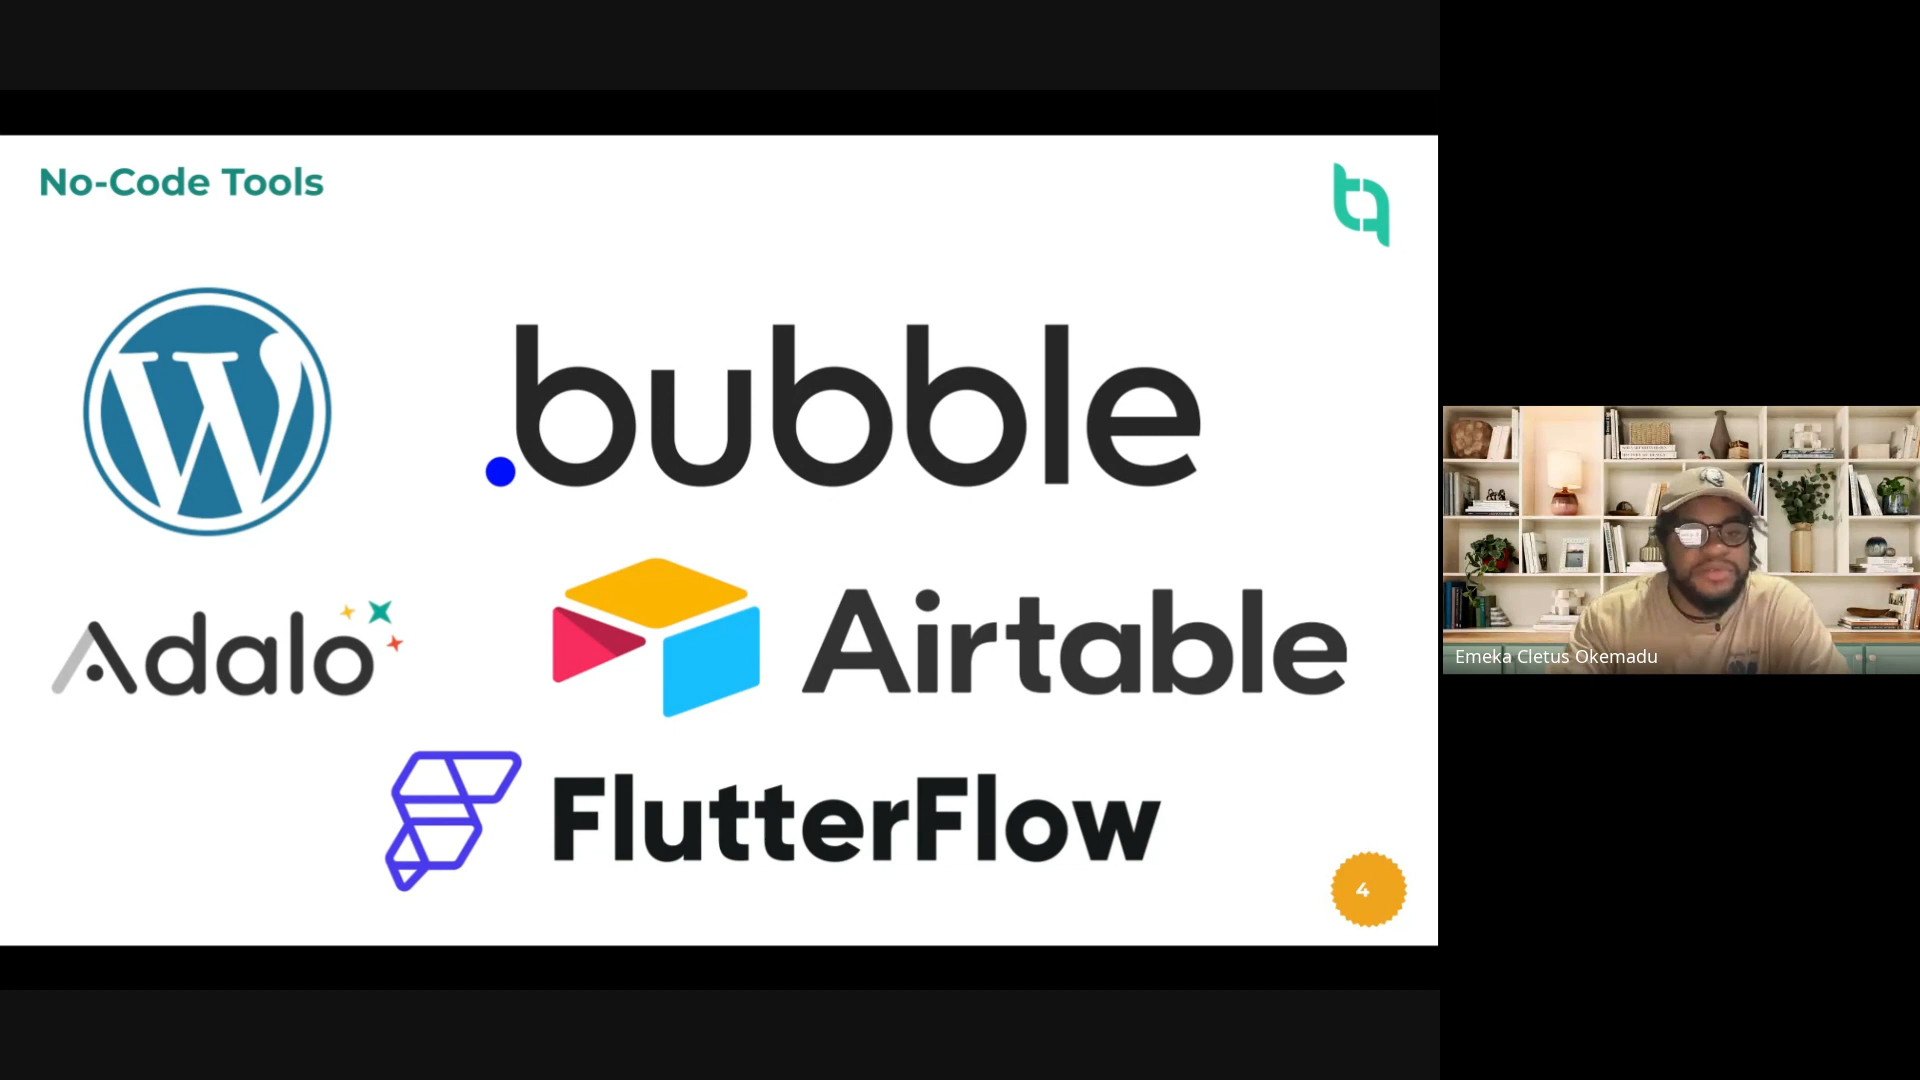 No-Code Tools
W
.bubble
Adalo
Airtable
FlutterFlow
4
Emeka Cletus Okemadu